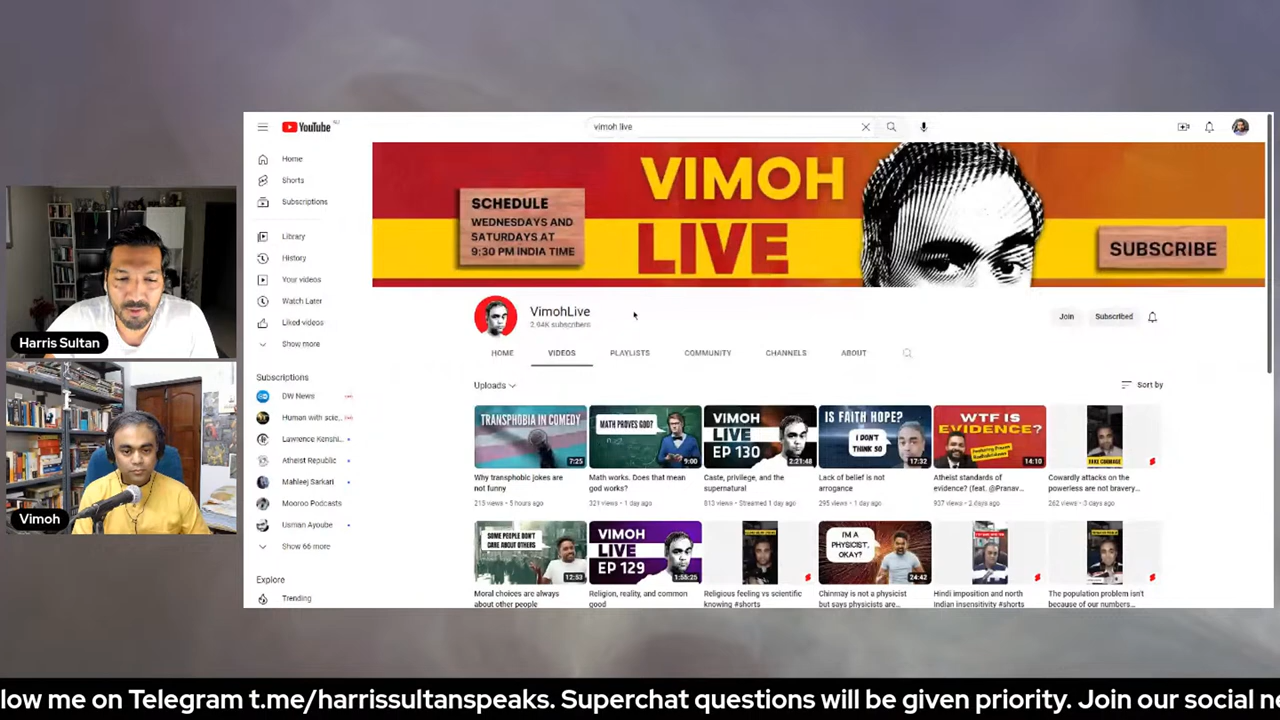 YouTube
NZ
vimoh live
Home
Shorts
Subscriptions
Library
History
Your videos
Watch Later
Liked videos
Show more
Subscriptions
DW News
Human with scie...
Lawrence Kenshi...
Atheist Republic
Mahleej Sarkari
Mooroo Podcasts
Usman Ayoube
Show 66 more
Explore
Trending
SCHEDULE
WEDNESDAYS AND
SATURDAYS AT
9:30 PM INDIA TIME
VIMOH
LIVE
SUBSCRIBE
VimohLive
2.94K subscribers
Join
Subscribed
HOME
VIDEOS
PLAYLISTS
COMMUNITY
CHANNELS
ABOUT
Uploads
Sort by
TRANSPHOBIA IN COMEDY
7:25
Why transphobic jokes are
not funny
213 views • 5 hours ago
MATH PROVES GOD?
9:00
Math works. Does that mean
god works?
321 views • 1 day ago
VIMOH
LIVE
EP 130
2:21:48
Caste, privilege, and the
supernatural
813 views • Streamed 1 day ago
IS FAITH HOPE?
I DON'T
THINK SO
17:32
Lack of belief is not
arrogance
295 views • 1 day ago
WTF IS
EVIDENCE?
14:10
Atheist standards of
evidence? (feat. @Pranav...
937 views • 2 days ago
FAKE COURAGE
Cowardly attacks on the
powerless are not bravery...
262 views • 3 days ago
SOME PEOPLE DON'T
CARE ABOUT OTHERS
12:53
Moral choices are always
about other people
VIMOH
LIVE
EP 129
1:58:25
Religion, reality, and common
good
Religious feeling vs scientific
knowing #shorts
I'M A
PHYSICIST,
OKAY?
24:42
Chinmay is not a physicist
but says physicists are...
Hindi imposition and north
Indian insensitivity #shorts
The population problem isn't
because of our numbers...
Harris Sultan
Vimoh
low me on Telegram t.me/harrissultanspeaks. Superchat questions will be given priority. Join our social n